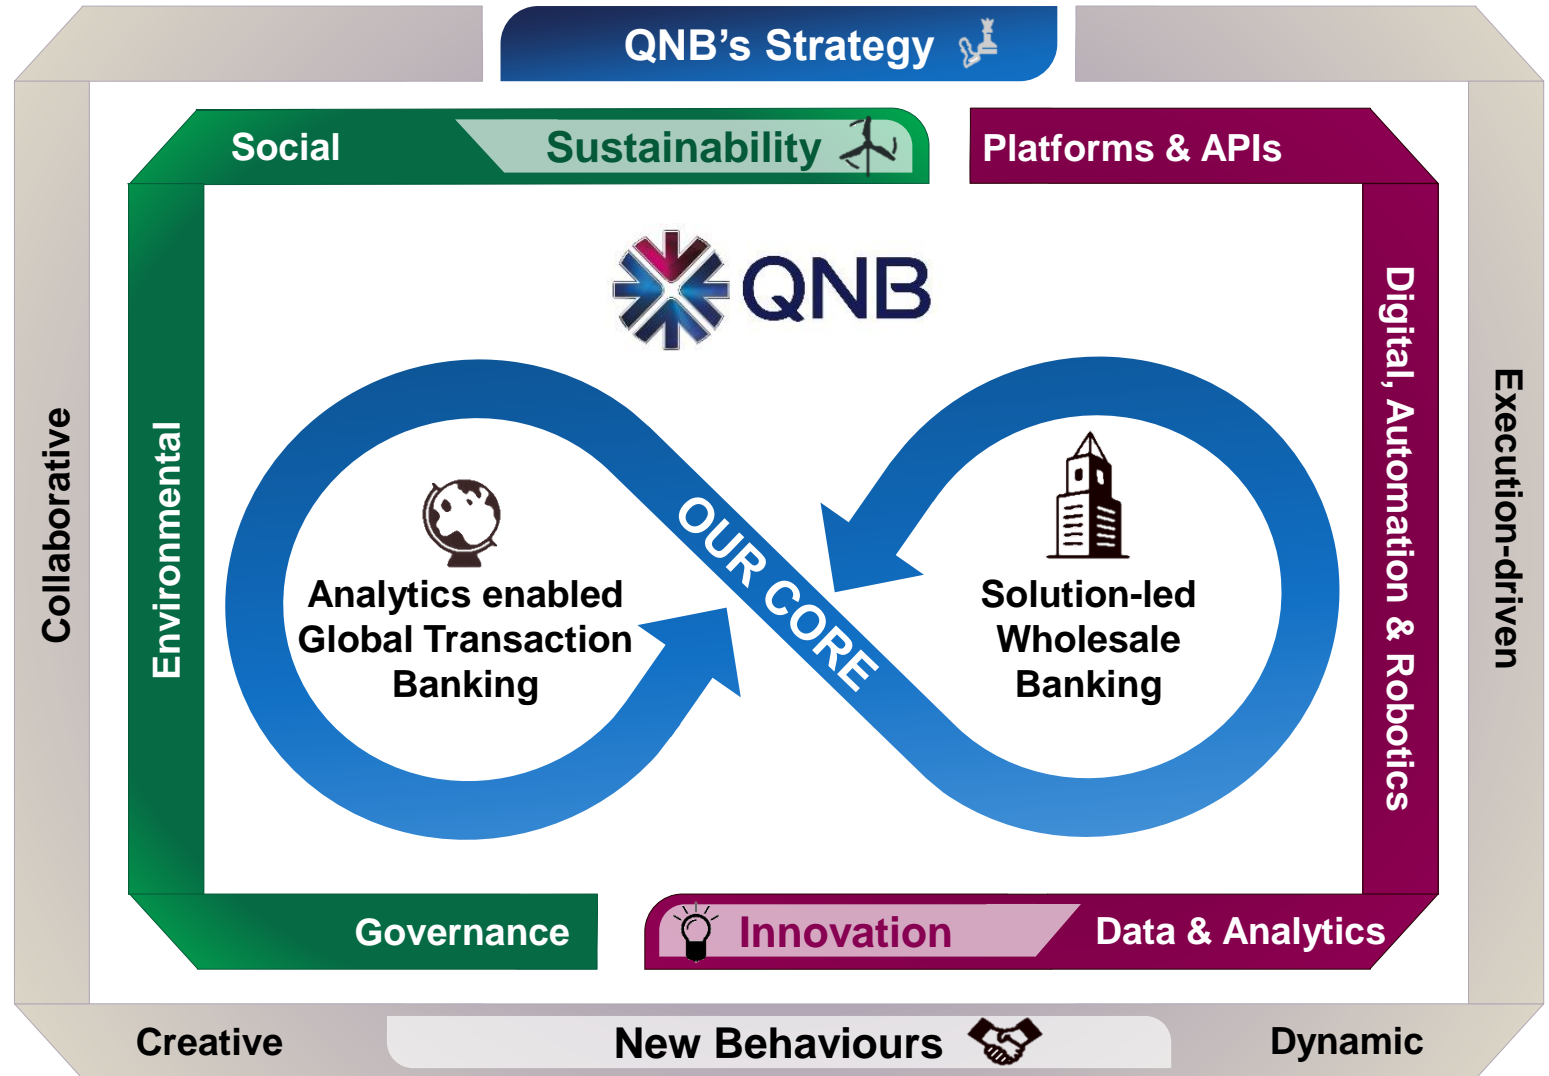 QNB’s Strategy
Social
Sustainability
Platforms & APIs
QNB
Environmental
Collaborative
Digital, Automation & Robotics
Execution-driven
OUR CORE
Analytics enabled
Global Transaction
Banking
Solution-led
Wholesale
Banking
Governance
Innovation
Data & Analytics
Creative
New Behaviours
Dynamic